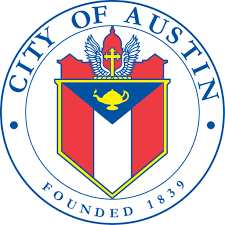 CITY OF AUSTIN
FOUNDED 1839